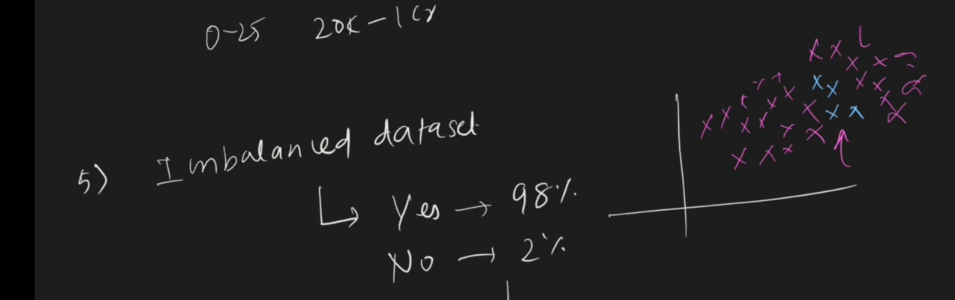 0-25 20K - 1Cr
5) Imbalanced dataset
↳ Yes → 98%
No → 2%